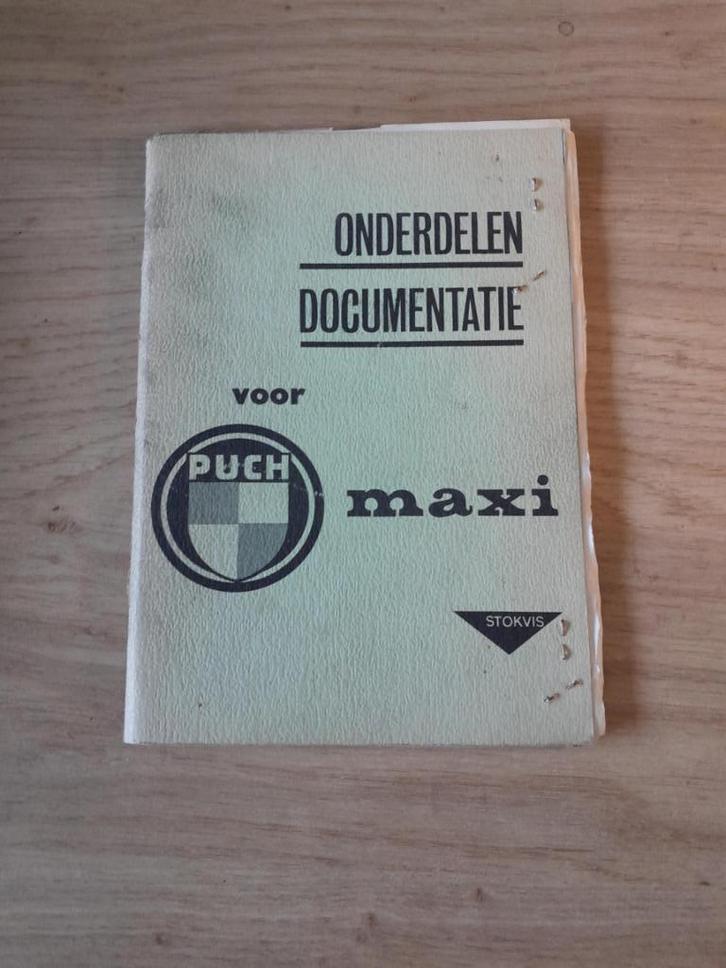 ONDERDELEN
DOCUMENTATIE
voor
PUCH
maxi
STOKVIS